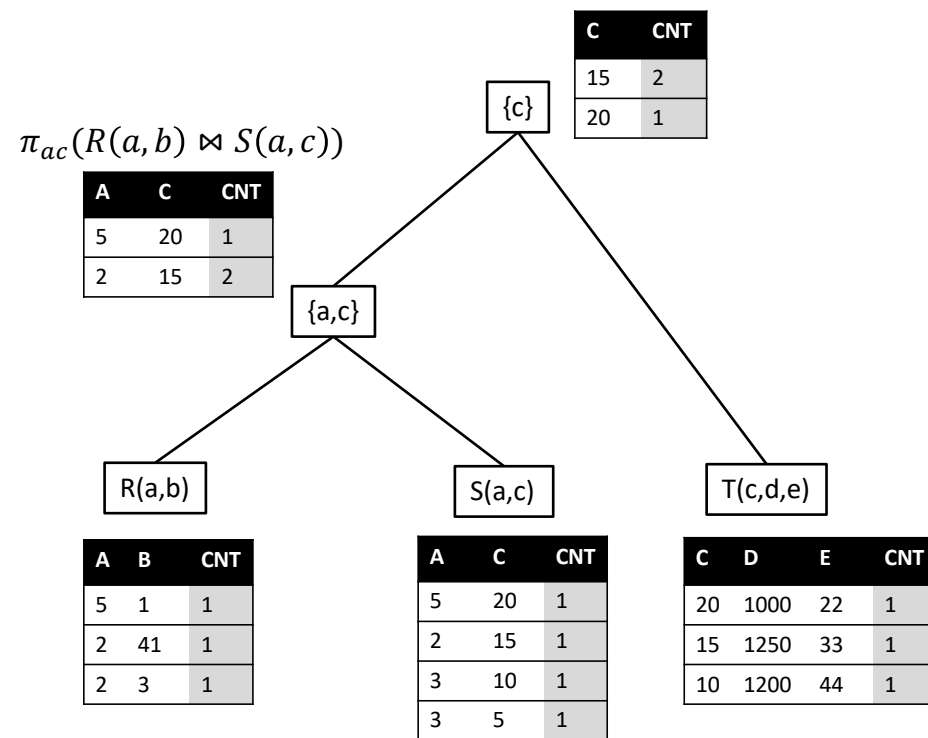 C CNT
15 2
20 1
{c}
𝜋𝑎𝑐(𝑅(𝑎, 𝑏) ⋈ 𝑆(𝑎, 𝑐))
A C CNT
5 20 1
2 15 2
{a,c}
R(a,b)
S(a,c)
T(c,d,e)
A B CNT
5 1 1
2 41 1
2 3 1
A C CNT
5 20 1
2 15 1
3 10 1
3 5 1
C D E CNT
20 1000 22 1
15 1250 33 1
10 1200 44 1